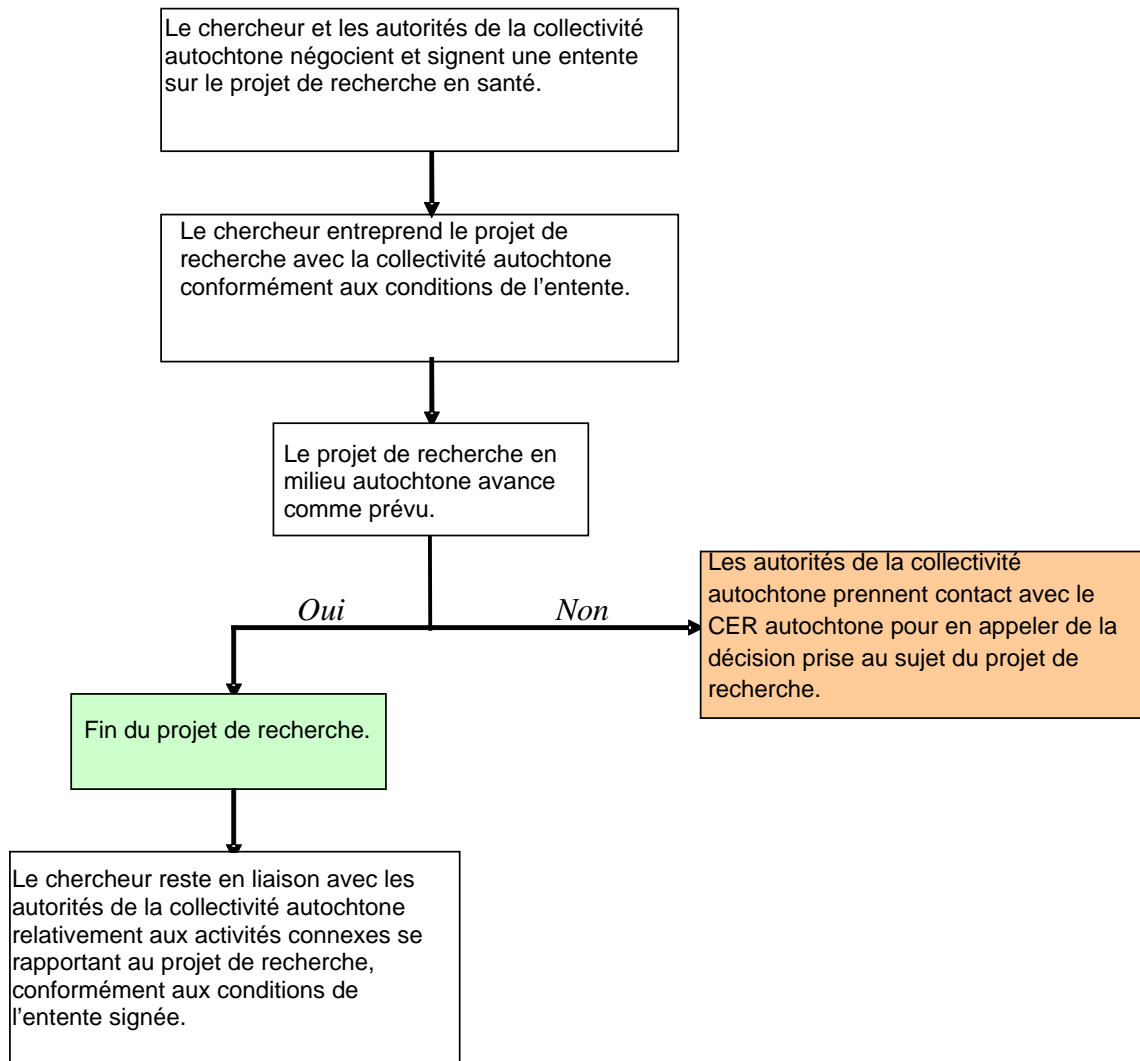 Le chercheur et les autorités de la collectivité
autochtone négocient et signent une entente
sur le projet de recherche en santé.
Le chercheur entreprend le projet de
recherche avec la collectivité autochtone
conformément aux conditions de l’entente.
Le projet de recherche en
milieu autochtone avance
comme prévu.
Oui
Non
Les autorités de la collectivité
autochtone prennent contact avec le
CER autochtone pour en appeler de la
décision prise au sujet du projet de
recherche.
Fin du projet de recherche.
Le chercheur reste en liaison avec les
autorités de la collectivité autochtone
relativement aux activités connexes se
rapportant au projet de recherche,
conformément aux conditions de
l’entente signée.